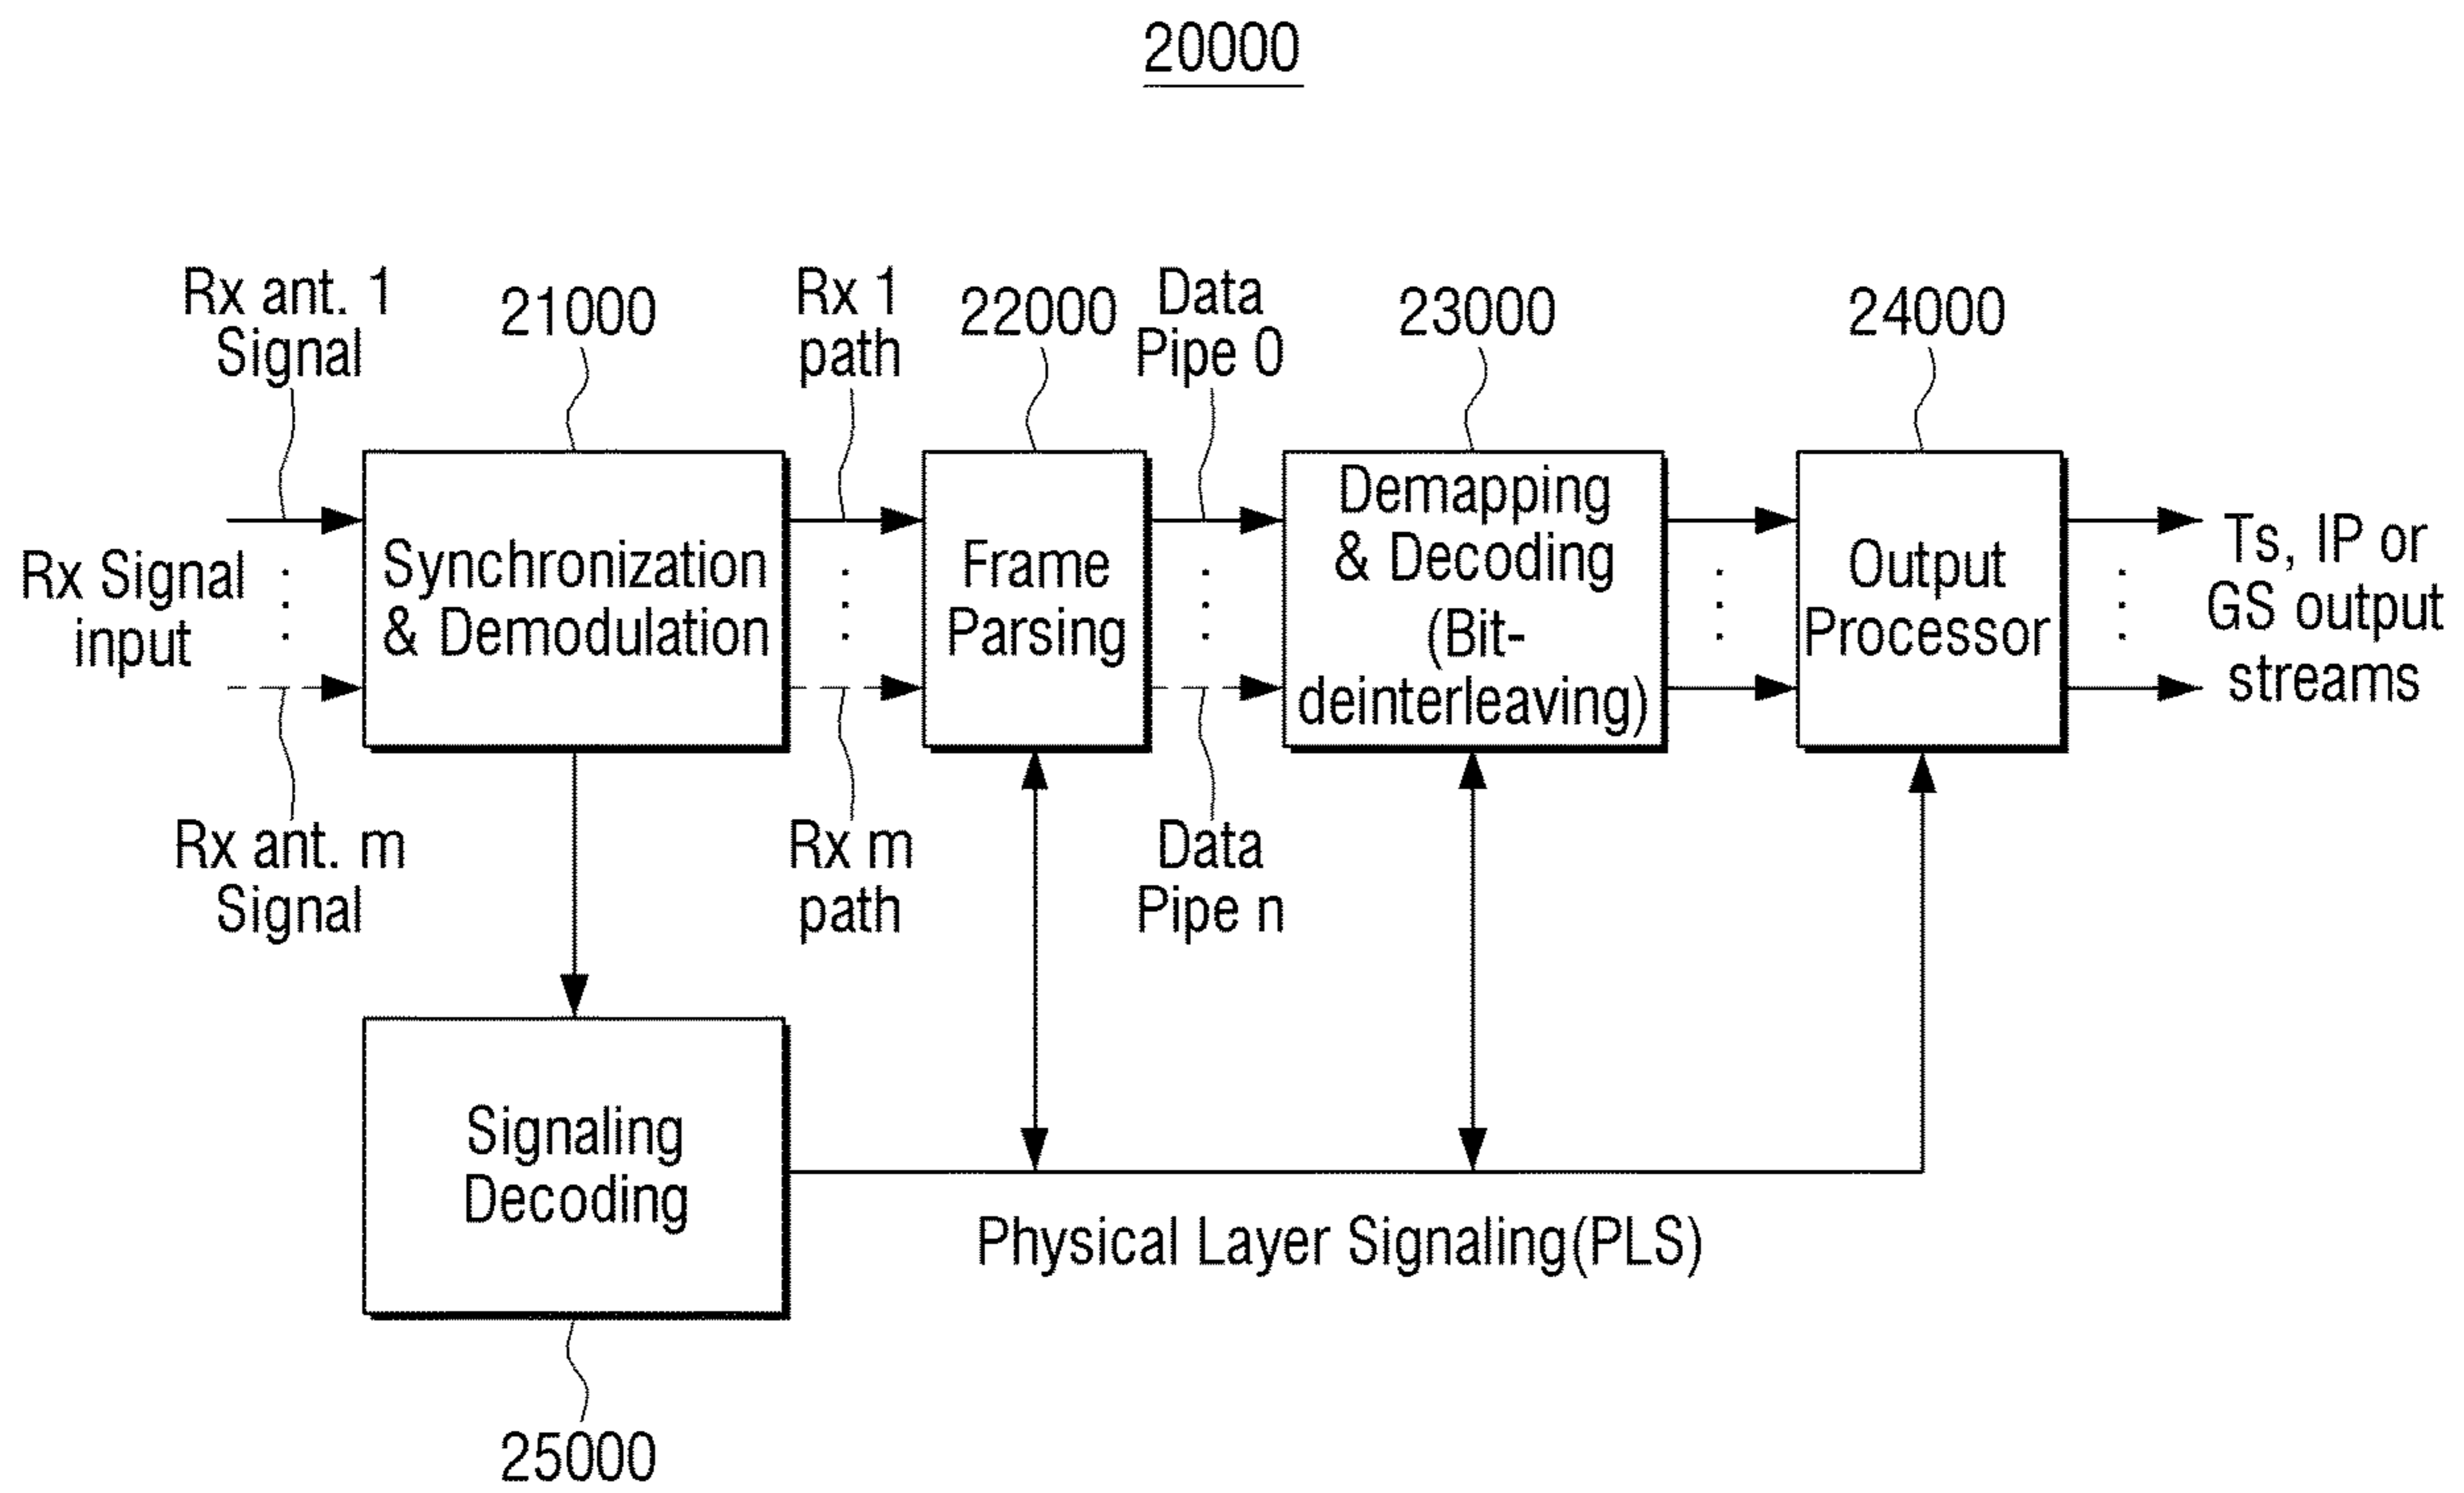 20000
Rx ant. 1
Signal
21000
Rx 1
path
22000
Data
Pipe 0
23000
24000
Rx Signal
input
Synchronization
& Demodulation
Frame
Parsing
Demapping
& Decoding
(Bit-
deinterleaving)
Output
Processor
Ts, IP or
GS output
streams
Rx ant. m
Signal
Rx m
path
Data
Pipe n
Signaling
Decoding
Physical Layer Signaling(PLS)
25000